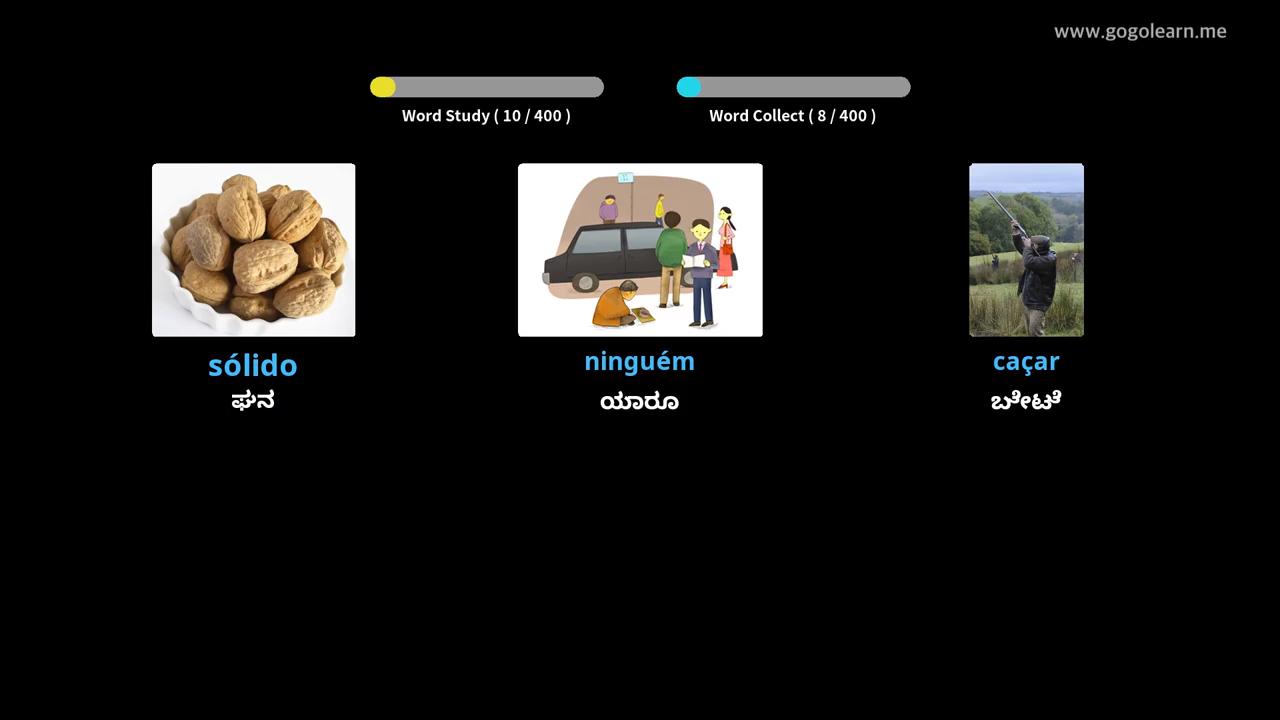 www.gogolearn.me
Word Study ( 10 / 400 )
Word Collect ( 8 / 400 )
sólido
ninguém
caçar
ಘನ
ಯಾರೂ
ಬೇಟೆ